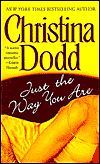 NEW YORK TIMES BESTSELLING AUTHOR
Christina
Dodd
Just the
Way You
Are